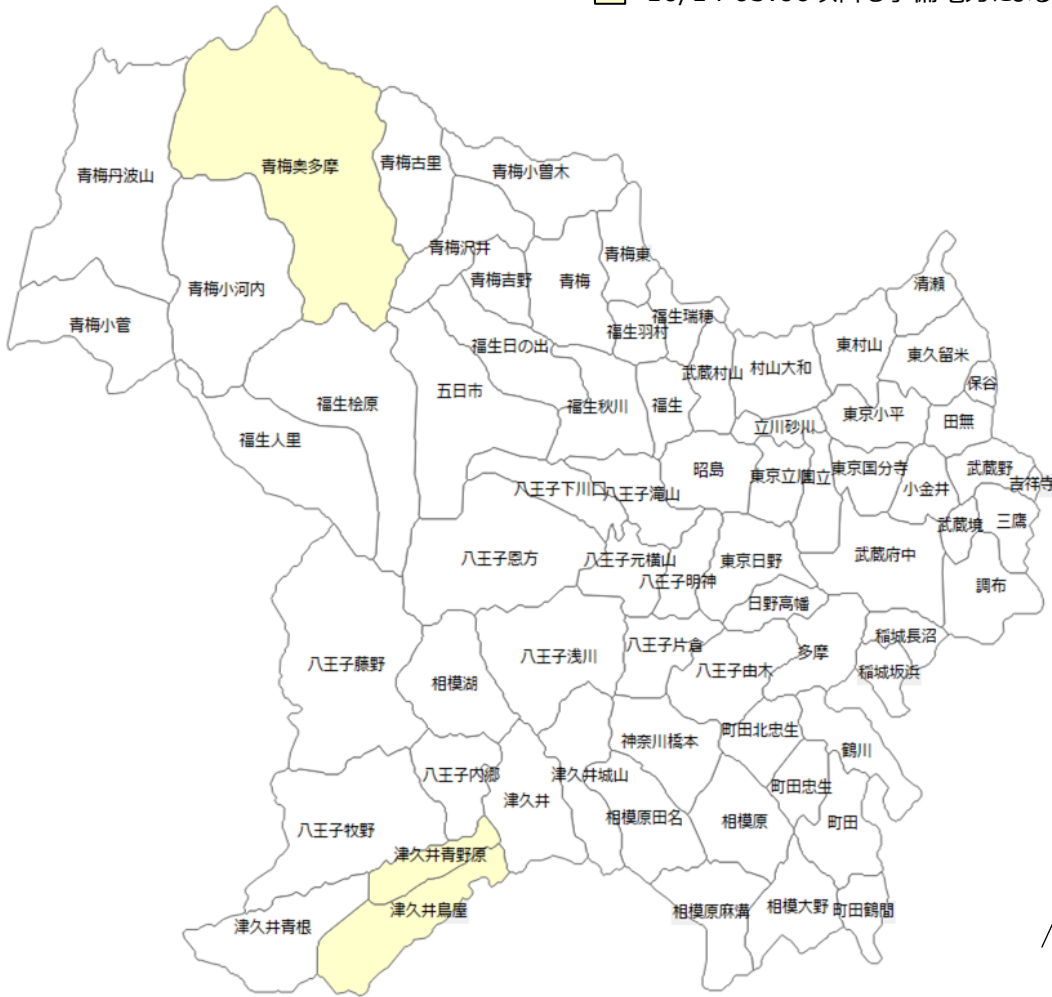 青梅奥多摩
青梅古里
青梅小曽木
青梅丹波山
青梅沢井
青梅東
青梅吉野
青梅
清瀬
青梅小河内
青梅小菅
福生瑞穂
福生羽村
福生日の出
東村山
東久留米
村山大和
武蔵村山
保谷
五日市
福生桧原
福生秋川
福生
東京小平
田無
立川砂川
福生人里
昭島
東京国分寺
武蔵野
吉祥寺
小金井
八王子下川口
八王子滝山
国立
武蔵境
三鷹
八王子恩方
八王子元横山
東京日野
武蔵府中
八王子明神
調布
日野高幡
稲城長沼
八王子片倉
多摩
八王子浅川
八王子藤野
八王子由木
稲城坂浜
相模湖
町田北忠生
神奈川橋本
鶴川
八王子内郷
津久井城山
町田忠生
津久井
相模原田名
相模原
町田
八王子牧野
津久井青野原
相模大野
町田鶴間
津久井鳥屋
相模原麻溝
津久井青根